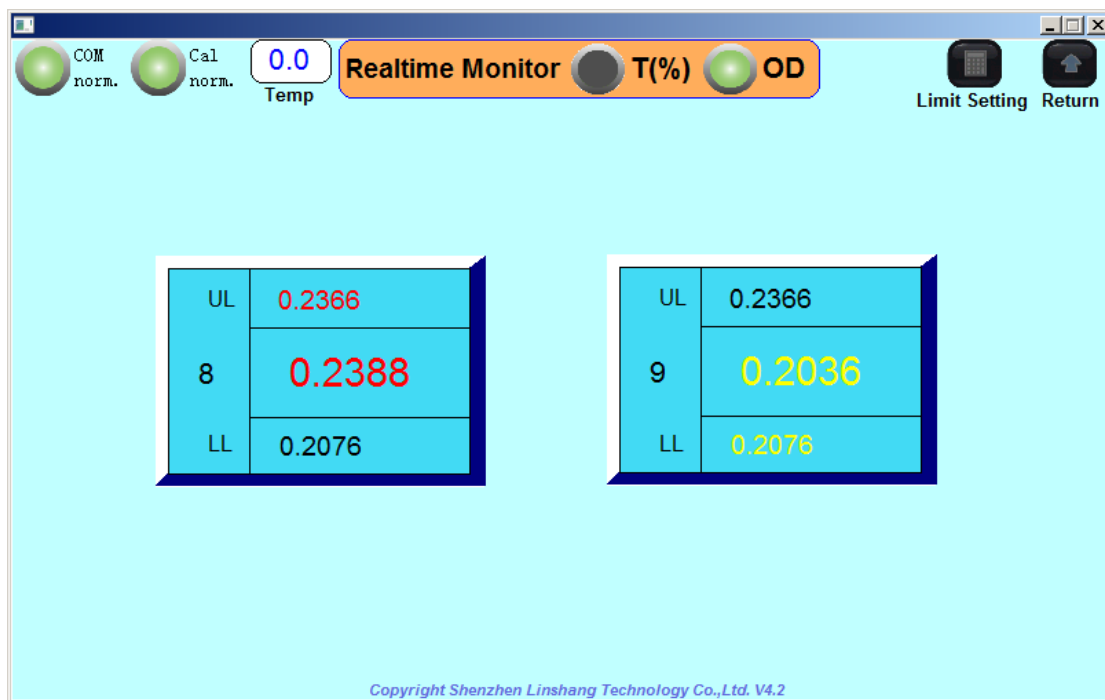 COM norm.
Cal norm.
0.0
Temp
Realtime Monitor T(%) OD
Limit Setting
Return
UL 0.2366
8 0.2388
LL 0.2076
UL 0.2366
9 0.2036
LL 0.2076
Copyright Shenzhen Linshang Technology Co.,Ltd. V4.2